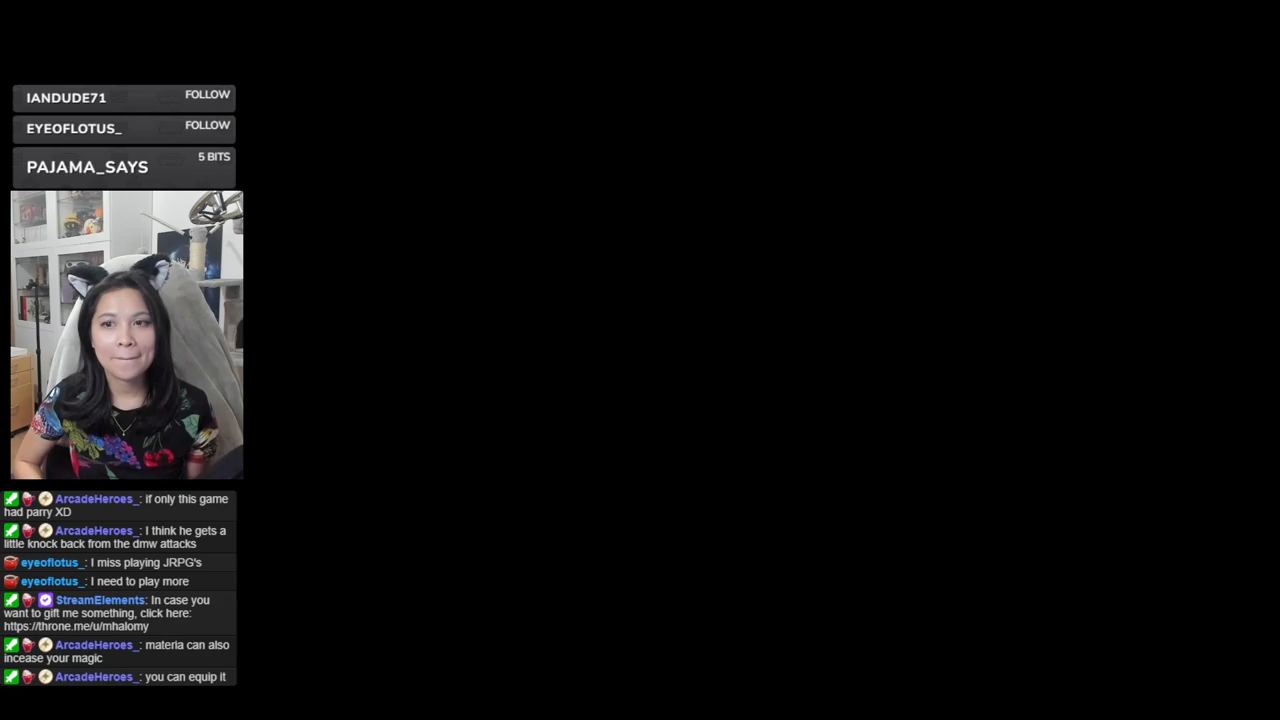 IANDUDE71 FOLLOW
EYEOFLOTUS_ FOLLOW
PAJAMA_SAYS 5 BITS
ArcadeHeroes_: if only this game
had parry XD
ArcadeHeroes_: I think he gets a
little knock back from the dmw attacks
eyeoflotus_: I miss playing JRPG's
eyeoflotus_: I need to play more
StreamElements: In case you
want to gift me something, click here:
https://throne.me/u/mhalomy
ArcadeHeroes_: materia can also
incease your magic
ArcadeHeroes_: you can equip it